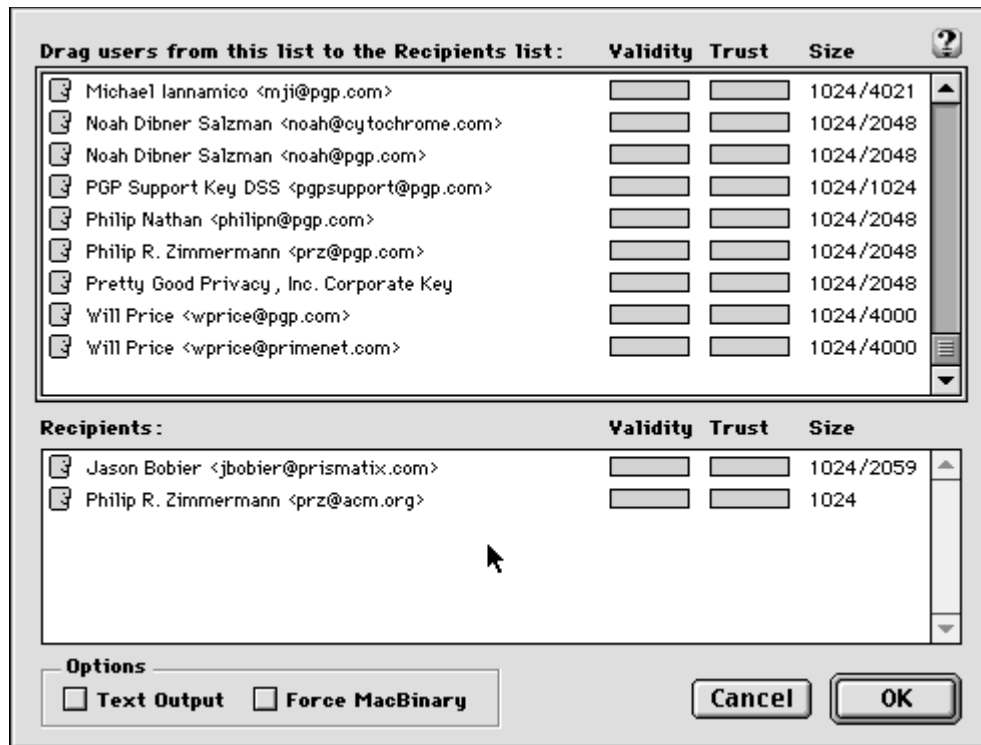 Drag users from this list to the Recipients list: Validity Trust Size ?
Michael Iannamico <mji@pgp.com> 1024/4021
Noah Dibner Salzman <noah@cytochrome.com> 1024/2048
Noah Dibner Salzman <noah@pgp.com> 1024/2048
PGP Support Key DSS <pgpsupport@pgp.com> 1024/1024
Philip Nathan <philipn@pgp.com> 1024/2048
Philip R. Zimmermann <prz@pgp.com> 1024/2048
Pretty Good Privacy, Inc. Corporate Key 1024/2048
Will Price <wprice@pgp.com> 1024/4000
Will Price <wprice@primenet.com> 1024/4000
Recipients: Validity Trust Size
Jason Bobier <jbobier@prismatix.com> 1024/2059
Philip R. Zimmermann <prz@acm.org> 1024
Options
Text Output Force MacBinary Cancel OK